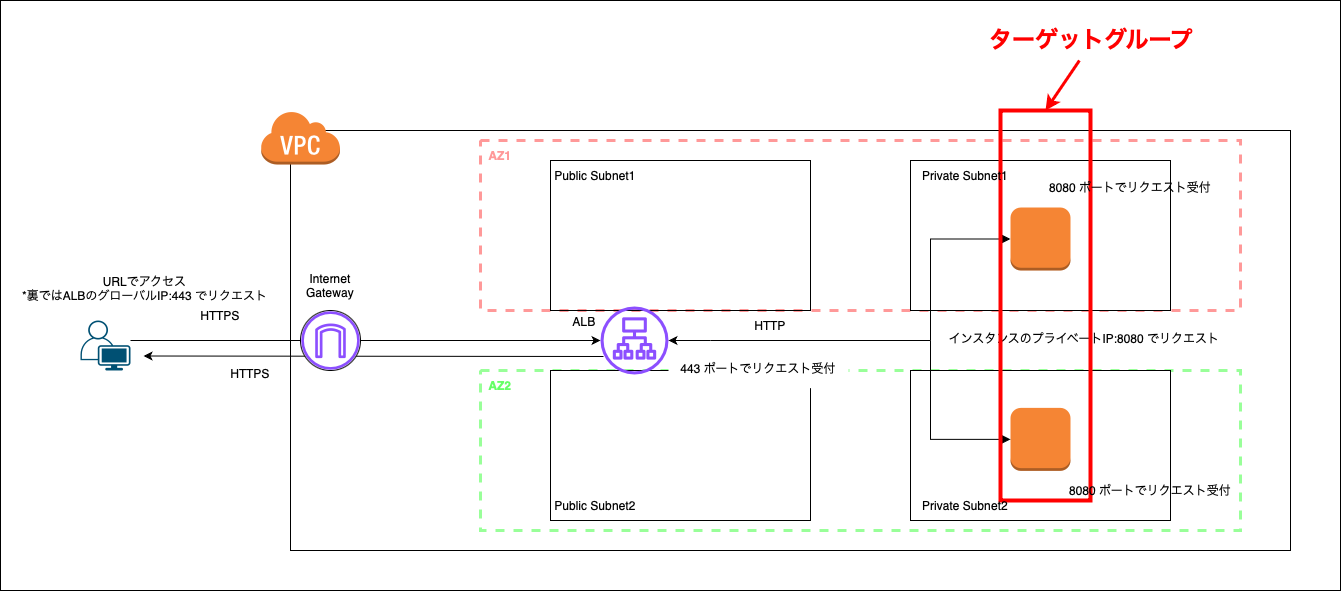 ターゲットグループ
VPC
AZ1
Public Subnet1
Private Subnet1
8080 ポートでリクエスト受付
URLでアクセス
*裏ではALBのグローバルIP:443 でリクエスト
HTTPS
Internet
Gateway
ALB
HTTP
インスタンスのプライベートIP:8080 でリクエスト
HTTPS
443 ポートでリクエスト受付
AZ2
8080 ポートでリクエスト受付
Public Subnet2
Private Subnet2